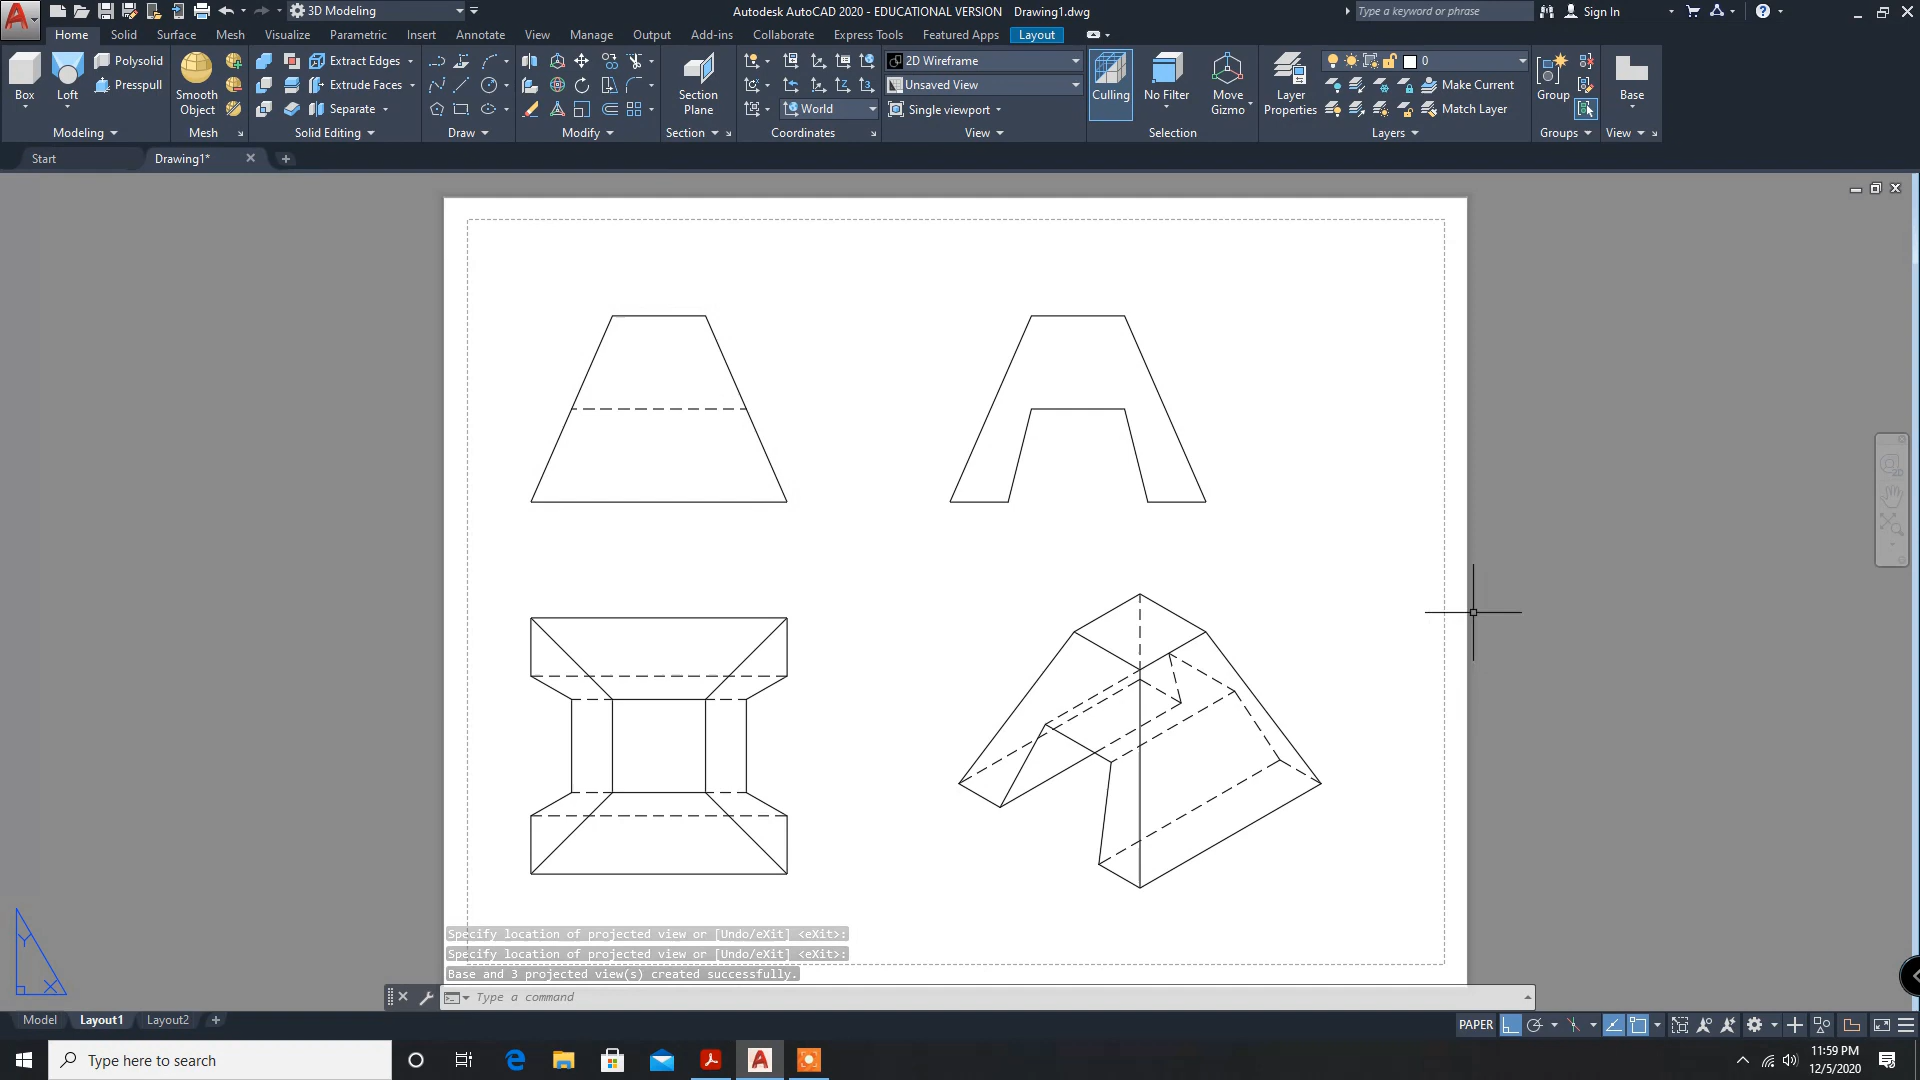 3D Modeling
Autodesk AutoCAD 2020 - EDUCATIONAL VERSION Drawing1.dwg
Type a keyword or phrase
Sign In
Home Solid Surface Mesh Visualize Parametric Insert Annotate View Manage Output Add-ins Collaborate Express Tools Featured Apps Layout
Box
Loft
Polysolid
Presspull
Modeling
Smooth
Object
Mesh
Extract Edges
Extrude Faces
Separate
Solid Editing
Draw
Modify
Section
Plane
Section
World
Coordinates
2D Wireframe
Unsaved View
Single viewport
View
Culling
No Filter
Move
Gizmo
Selection
Layer
Properties
0
Make Current
Match Layer
Layers
Group
Groups
Base
View
Start
Drawing1*
Specify location of projected view or [Undo/eXit] <eXit>:
Specify location of projected view or [Undo/eXit] <eXit>:
Base and 3 projected view(s) created successfully.
Y
X
Type a command
Model Layout1 Layout2
PAPER
Type here to search
11:59 PM
12/5/2020